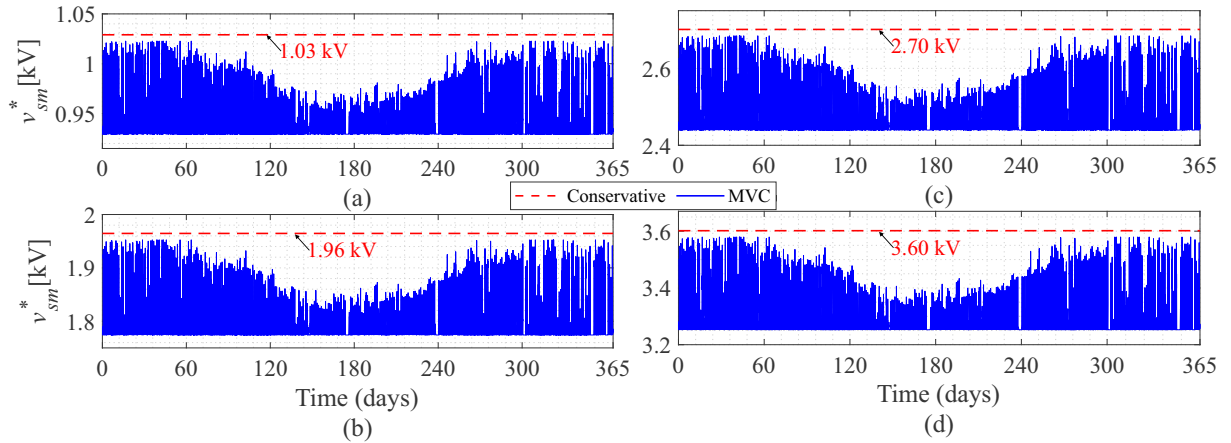 v*sm [kV]
1.05
1
0.95
1.03 kV
0 60 120 180 240 300 365
(a)
2.6
2.4
2.70 kV
0 60 120 180 240 300 365
(c)
Conservative MVC
v*sm [kV]
2
1.9
1.8
1.96 kV
0 60 120 180 240 300 365
Time (days)
(b)
3.6
3.4
3.2
3.60 kV
0 60 120 180 240 300 365
Time (days)
(d)